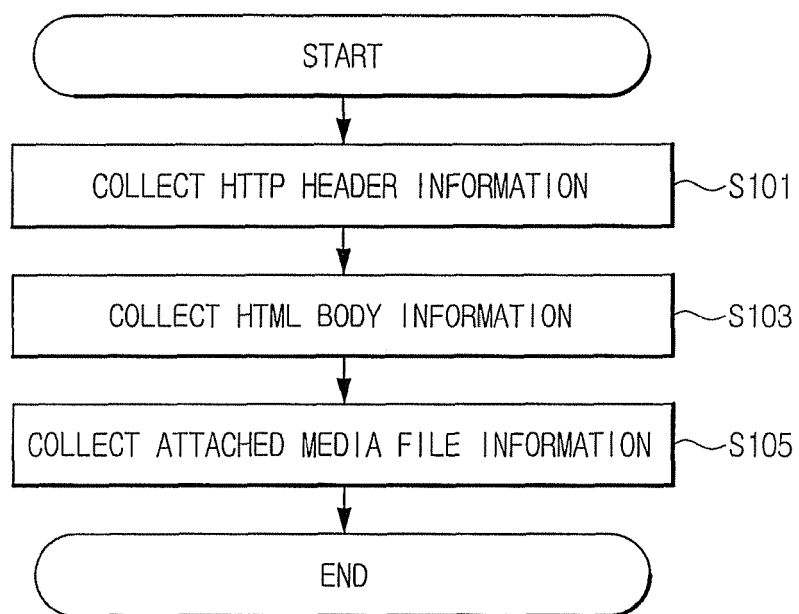 START
COLLECT HTTP HEADER INFORMATION
S101
COLLECT HTML BODY INFORMATION
S103
COLLECT ATTACHED MEDIA FILE INFORMATION
S105
END